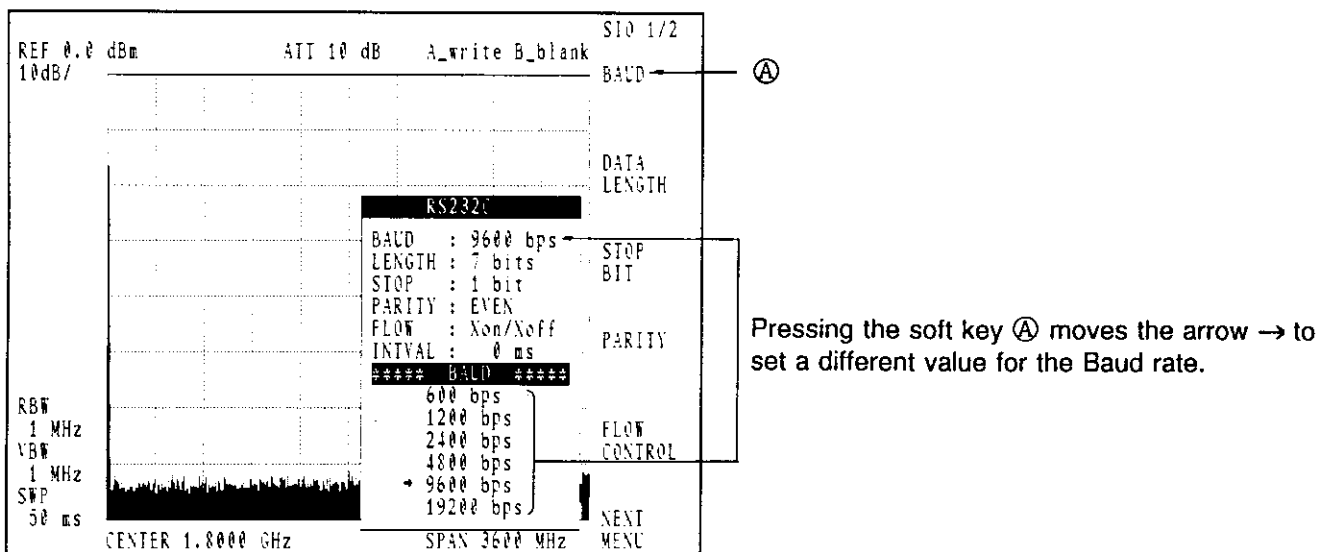 SIO 1/2
REF 0.0 dBm ATT 10 dB A_write B_blank
10dB/
BAUD
Ⓐ
DATA
LENGTH
RS232C
BAUD : 9600 bps
LENGTH : 7 bits
STOP : 1 bit
PARITY : EVEN
FLOW : Xon/Xoff
INTVAL : 0 ms
***** BAUD *****
600 bps
1200 bps
2400 bps
4800 bps
→ 9600 bps
19200 bps
STOP
BIT
PARITY
FLOW
CONTROL
NEXT
MENU
Pressing the soft key Ⓐ moves the arrow → to
set a different value for the Baud rate.
RBW
1 MHz
VBW
1 MHz
SWP
50 ms
CENTER 1.8000 GHz SPAN 3600 MHz